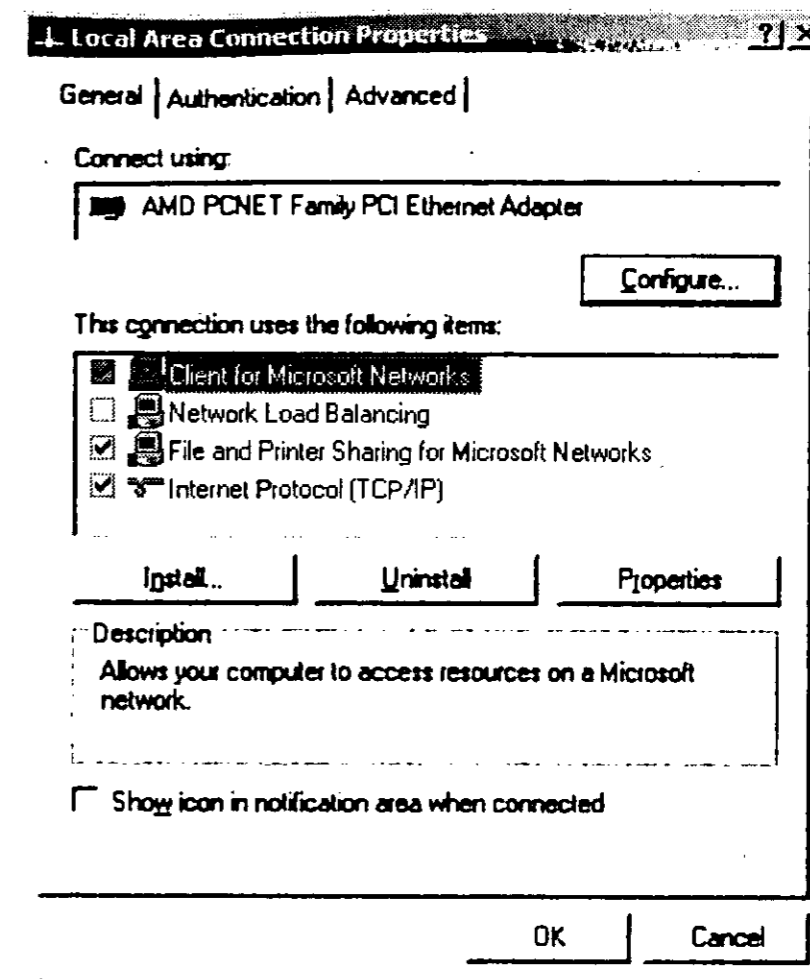 Local Area Connection Properties
?
General Authentication Advanced
Connect using:
AMD PCNET Family PCI Ethernet Adapter
Configure...
This connection uses the following items:
Client for Microsoft Networks
Network Load Balancing
File and Printer Sharing for Microsoft Networks
Internet Protocol (TCP/IP)
Install... Uninstall Properties
Description
Allows your computer to access resources on a Microsoft
network.
Show icon in notification area when connected
OK Cancel